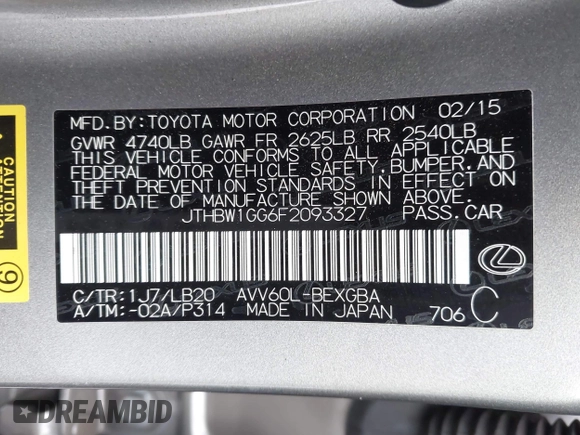 MFD.BY:TOYOTA MOTOR CORPORATION 02/15
GVWR 4740LB GAWR FR 2625LB RR 2540LB
THIS VEHICLE CONFORMS TO ALL APPLICABLE
FEDERAL MOTOR VEHICLE SAFETY,BUMPER,AND
THEFT PREVENTION STANDARDS IN EFFECT ON
THE DATE OF MANUFACTURE SHOWN ABOVE.
JTHBW1GG6F2093327 PASS.CAR
C/TR:1J7/LB20 AVV60L-BEXGBA
A/TM:-02A/P314 MADE IN JAPAN 706 C
CAUTION
9
DREAMBID